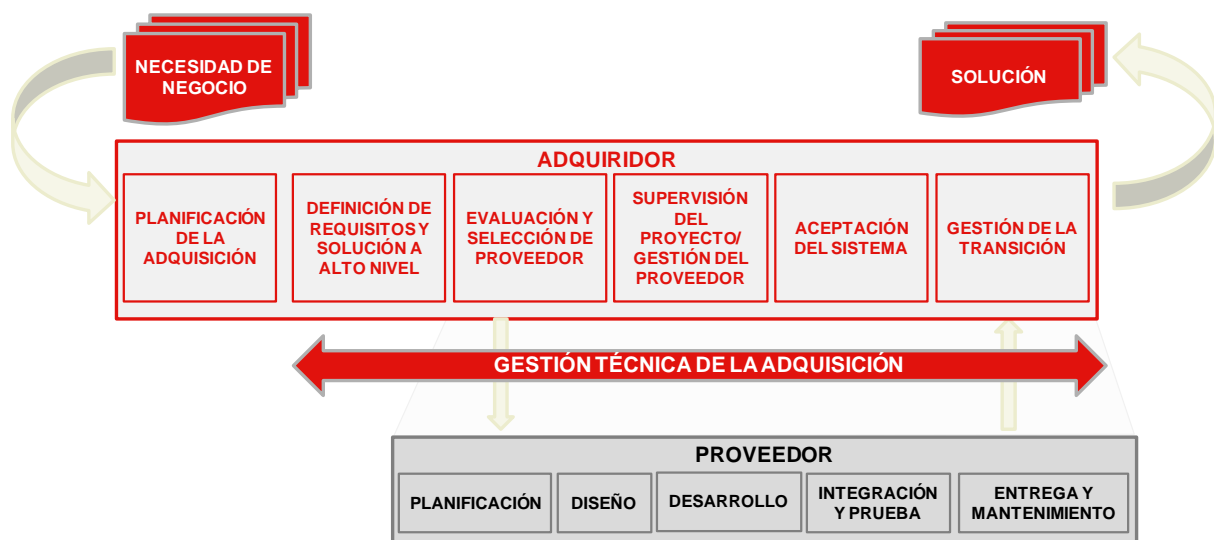 NECESIDAD DE
NEGOCIO
SOLUCIÓN
ADQUIRIDOR
PLANIFICACIÓN
DE LA
ADQUISICIÓN
DEFINICIÓN DE
REQUISITOS Y
SOLUCIÓN A
ALTO NIVEL
EVALUACIÓN Y
SELECCIÓN DE
PROVEEDOR
SUPERVISIÓN
DEL
PROYECTO/
GESTIÓN DEL
PROVEEDOR
ACEPTACIÓN
DEL SISTEMA
GESTIÓN DE LA
TRANSICIÓN
GESTIÓN TÉCNICA DE LA ADQUISICIÓN
PROVEEDOR
PLANIFICACIÓN
DISEÑO
DESARROLLO
INTEGRACIÓN
Y PRUEBA
ENTREGA Y
MANTENIMIENTO